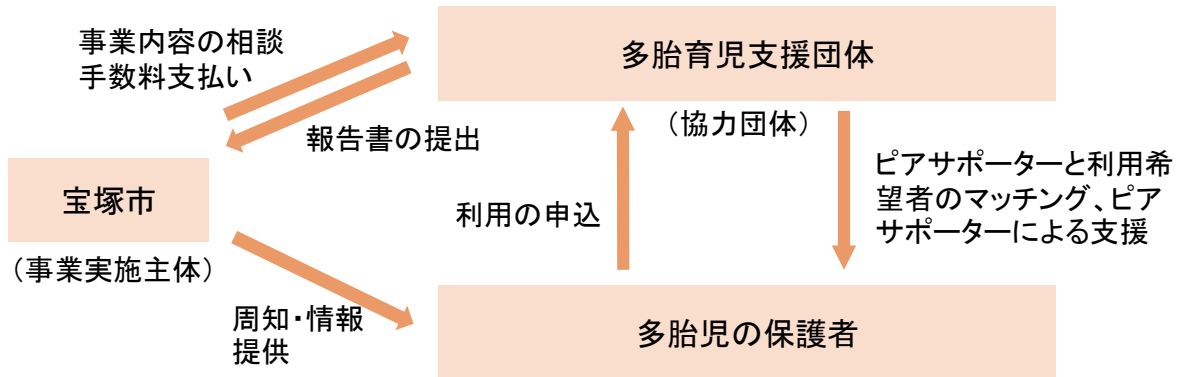 事業内容の相談
手数料支払い
多胎育児支援団体
(協力団体)
報告書の提出
宝塚市
(事業実施主体)
利用の申込
ピアサポーターと利用希
望者のマッチング、ピア
サポーターによる支援
周知・情報
提供
多胎児の保護者